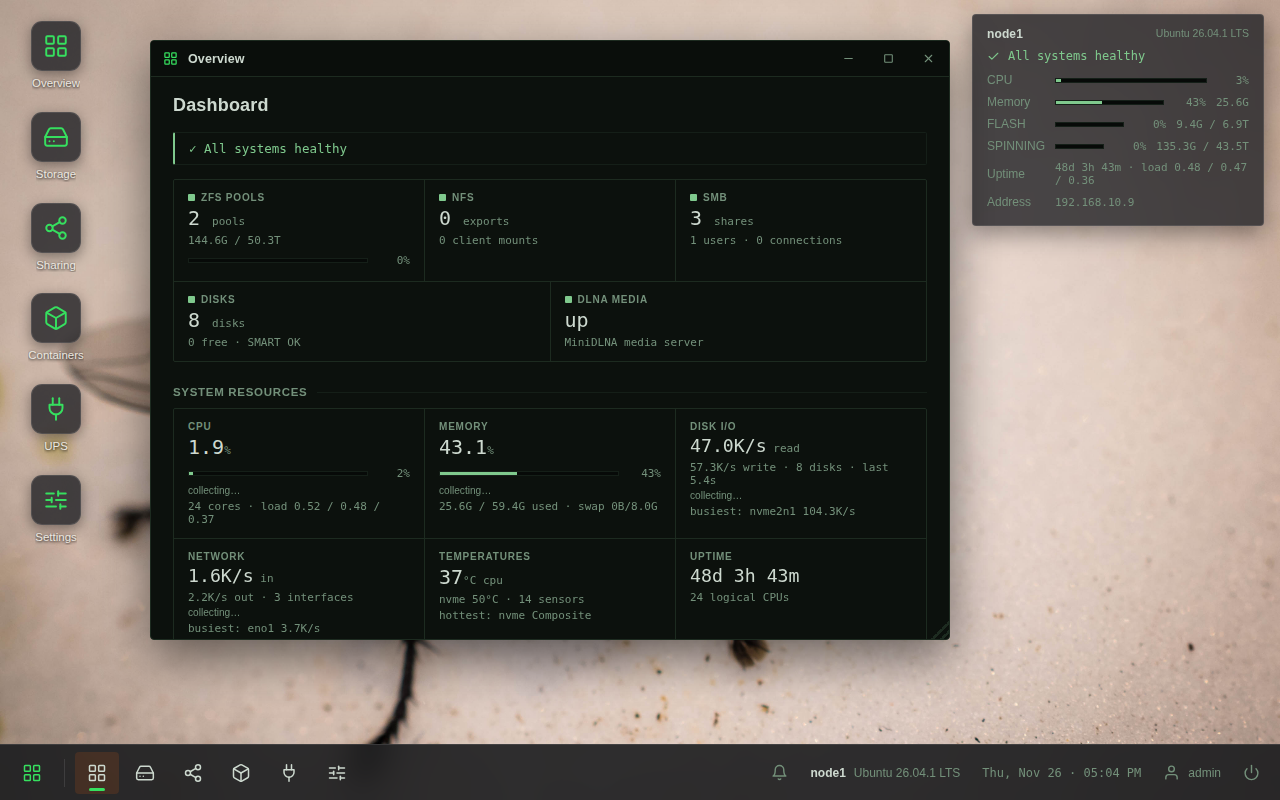 Overview
Storage
Sharing
Containers
UPS
Settings
Overview
Dashboard
✓ All systems healthy
ZFS POOLS
2 pools
144.6G / 50.3T
0%
NFS
0 exports
0 client mounts
SMB
3 shares
1 users · 0 connections
DISKS
8 disks
0 free · SMART OK
DLNA MEDIA
up
MiniDLNA media server
SYSTEM RESOURCES
CPU
1.9%
2%
collecting…
24 cores · load 0.52 / 0.48 /
0.37
MEMORY
43.1%
43%
collecting…
25.6G / 59.4G used · swap 0B/8.0G
DISK I/O
47.0K/s read
57.3K/s write · 8 disks · last
5.4s
collecting…
busiest: nvme2n1 104.3K/s
NETWORK
1.6K/s in
2.2K/s out · 3 interfaces
collecting…
busiest: eno1 3.7K/s
TEMPERATURES
37°C cpu
nvme 50°C · 14 sensors
hottest: nvme Composite
UPTIME
48d 3h 43m
24 logical CPUs
node1 Ubuntu 26.04.1 LTS
All systems healthy
CPU 3%
Memory 43% 25.6G
FLASH 0% 9.4G / 6.9T
SPINNING 0% 135.3G / 43.5T
Uptime 48d 3h 43m · load 0.48 / 0.47
/ 0.36
Address 192.168.10.9
node1 Ubuntu 26.04.1 LTS Thu, Nov 26 · 05:04 PM admin